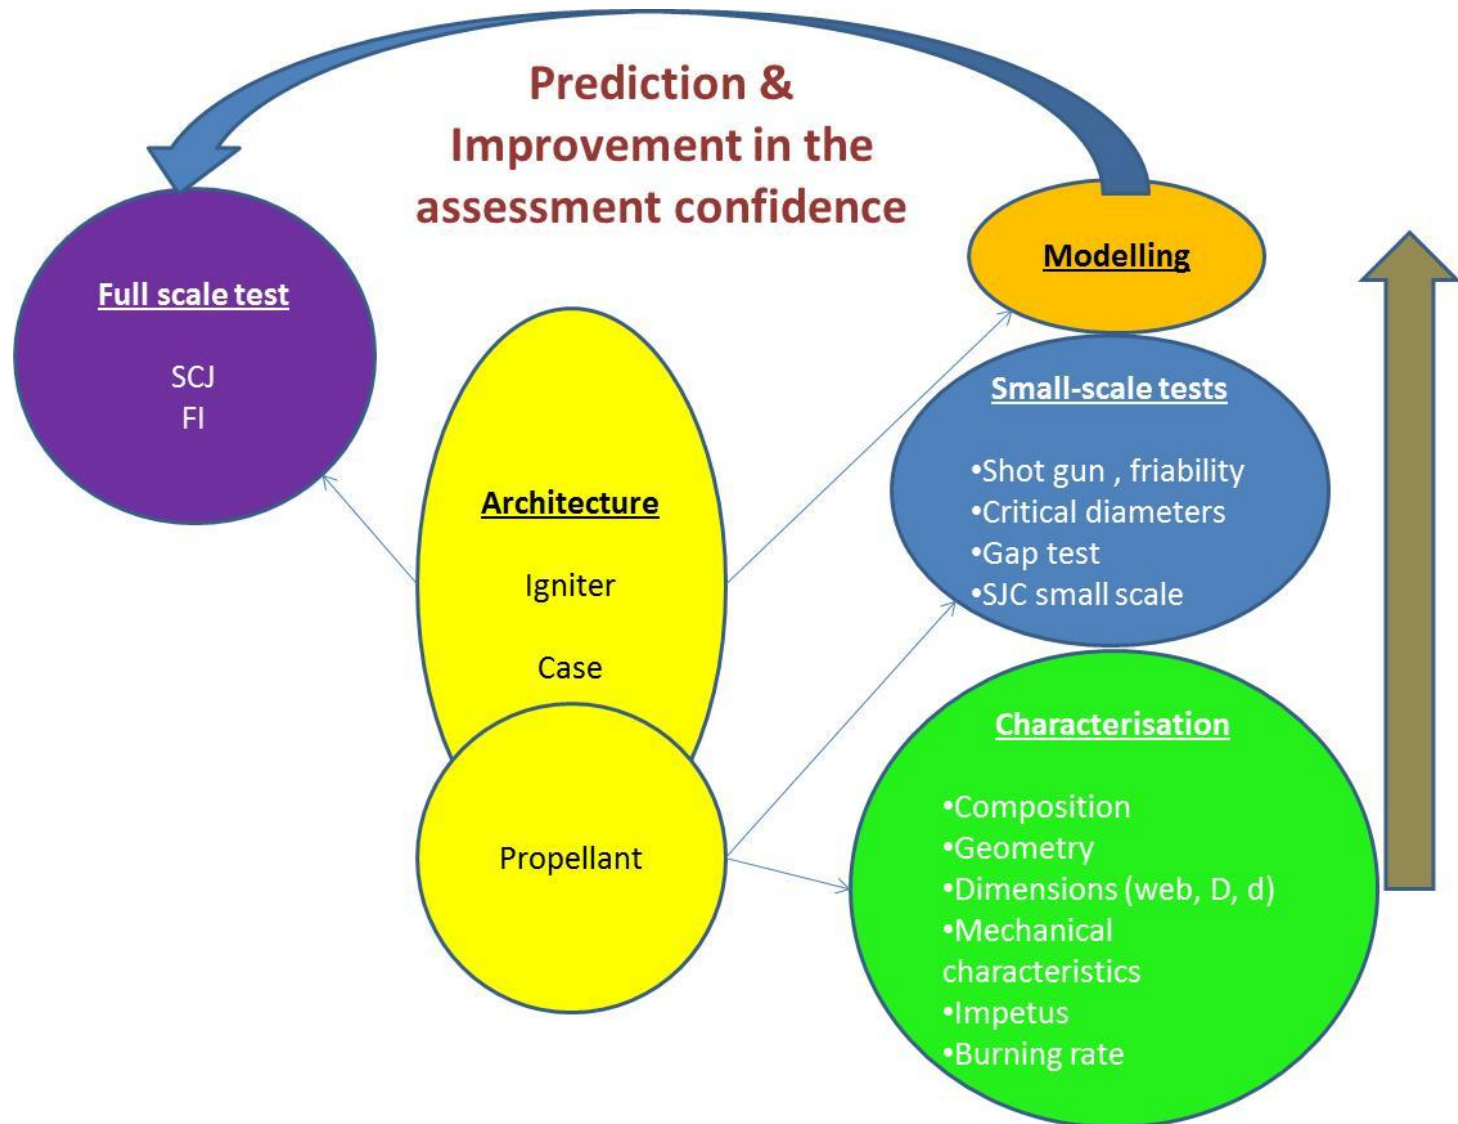 Prediction &
Improvement in the
assessment confidence
Full scale test
SCJ
FI
Architecture
Igniter
Case
Propellant
Modelling
Small-scale tests
•Shot gun , friability
•Critical diameters
•Gap test
•SJC small scale
Characterisation
•Composition
•Geometry
•Dimensions (web, D, d)
•Mechanical
characteristics
•Impetus
•Burning rate